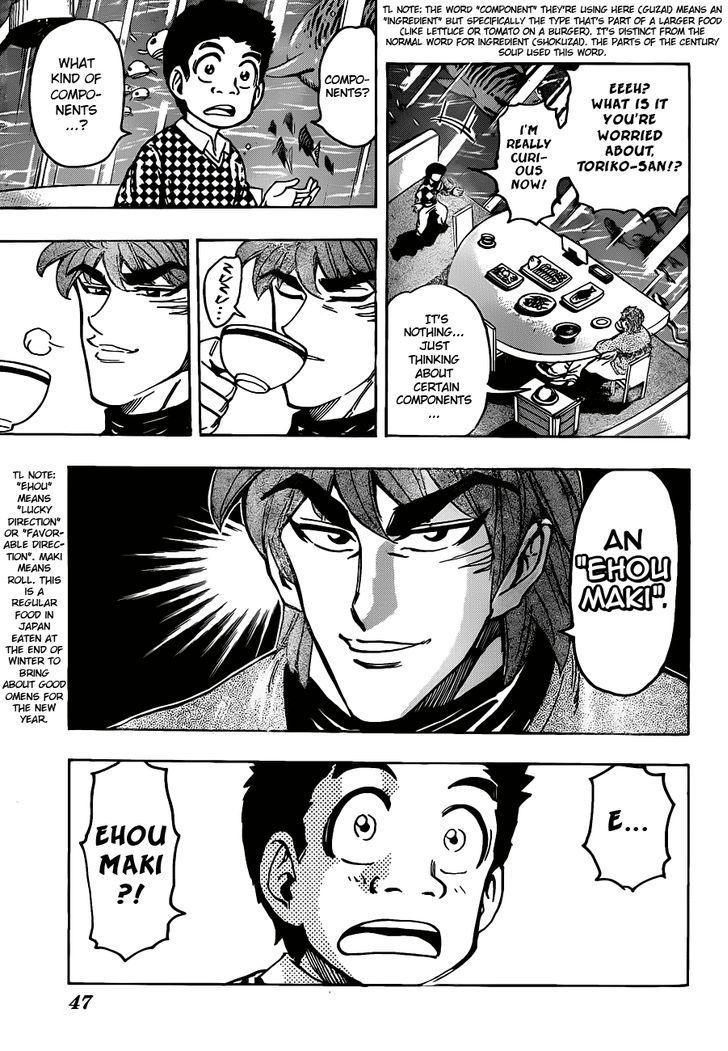 TL NOTE: THE WORD "COMPONENT" THEY'RE USING HERE (GUZAI) MEANS AN
"INGREDIENT" BUT SPECIFICALLY THE TYPE THAT'S PART OF A LARGER FOOD
(LIKE LETTUCE OR TOMATO ON A BURGER). IT'S DISTINCT FROM THE
NORMAL WORD FOR INGREDIENT (SHOKUZAI). THE PARTS OF THE CENTURY
SOUP USED THIS WORD.
EEEH?
WHAT IS IT
YOU'RE
WORRIED
ABOUT,
TORIKO-SAN!?
I'M
REALLY
CURI-
OUS
NOW!
IT'S
NOTHING...
JUST
THINKING
ABOUT
CERTAIN
COMPONENTS
...
COMPO-
NENTS?
WHAT
KIND OF
COMPO-
NENTS
...?
ズズズ…
AN
"EHOU
MAKI".
TL NOTE:
"EHOU"
MEANS
"LUCKY
DIRECTION"
OR "FAVOR-
ABLE DIREC-
TION". MAKI
MEANS
ROLL. THIS
IS A
REGULAR
FOOD IN
JAPAN
EATEN AT
THE END OF
WINTER TO
BRING
ABOUT GOOD
OMENS FOR
THE NEW
YEAR.
E...
EHOU
MAKI
?!
47